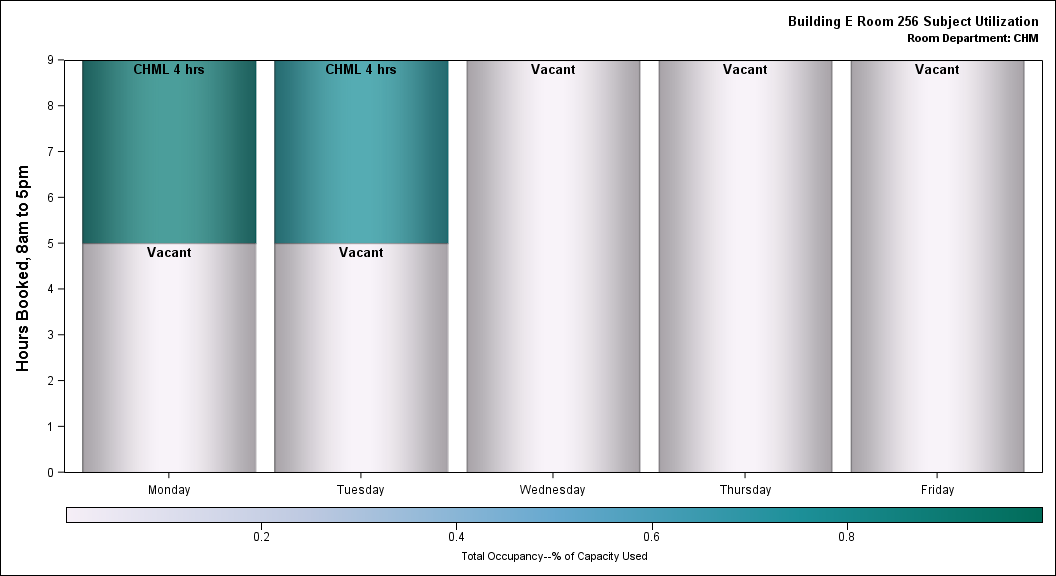 Building E Room 256 Subject Utilization
Room Department: CHM
Hours Booked, 8am to 5pm
9
8
7
6
5
4
3
2
1
0
CHML 4 hrs
CHML 4 hrs
Vacant
Vacant
Vacant
Vacant
Vacant
Monday
Tuesday
Wednesday
Thursday
Friday
0.2
0.4
0.6
0.8
Total Occupancy--% of Capacity Used